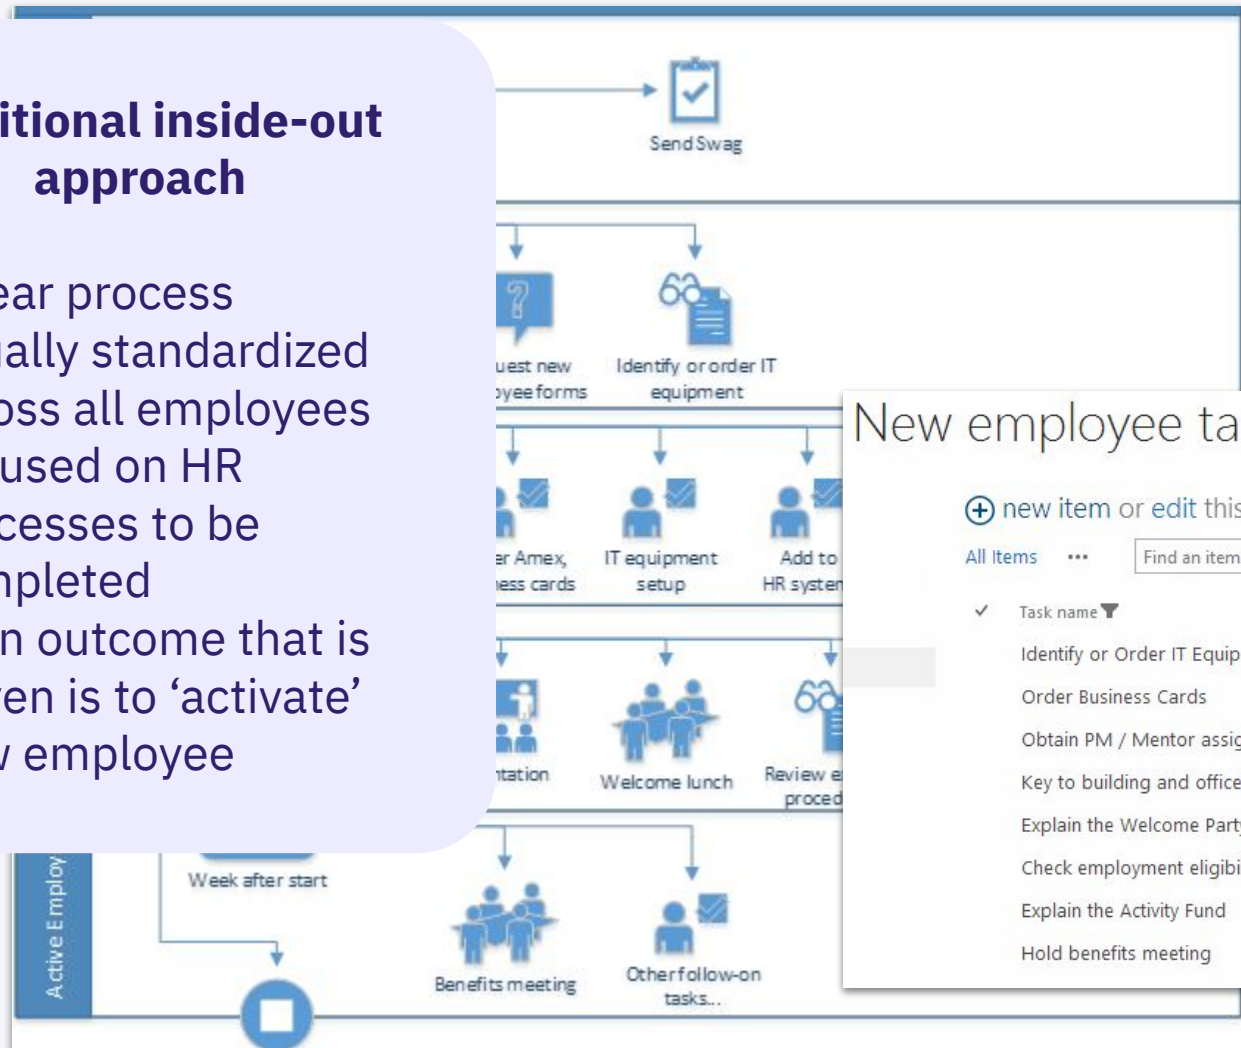 itional inside-out
approach
ear process
ually standardized
oss all employees
used on HR
cesses to be
mpleted
n outcome that is
ven is to ‘activate’
w employee
Send Swag
uest new
yee forms
Identify or order IT
equipment
er Amex,
ess cards
IT equipment
setup
Add to
HR system
ntation
Welcome lunch
Review e
proced
Active Employ
Week after start
Benefits meeting
Other follow-on
tasks...
New employee ta
new item or edit this
All Items ...
Find an item
Task name
Identify or Order IT Equip
Order Business Cards
Obtain PM / Mentor assig
Key to building and office
Explain the Welcome Party
Check employment eligibi
Explain the Activity Fund
Hold benefits meeting